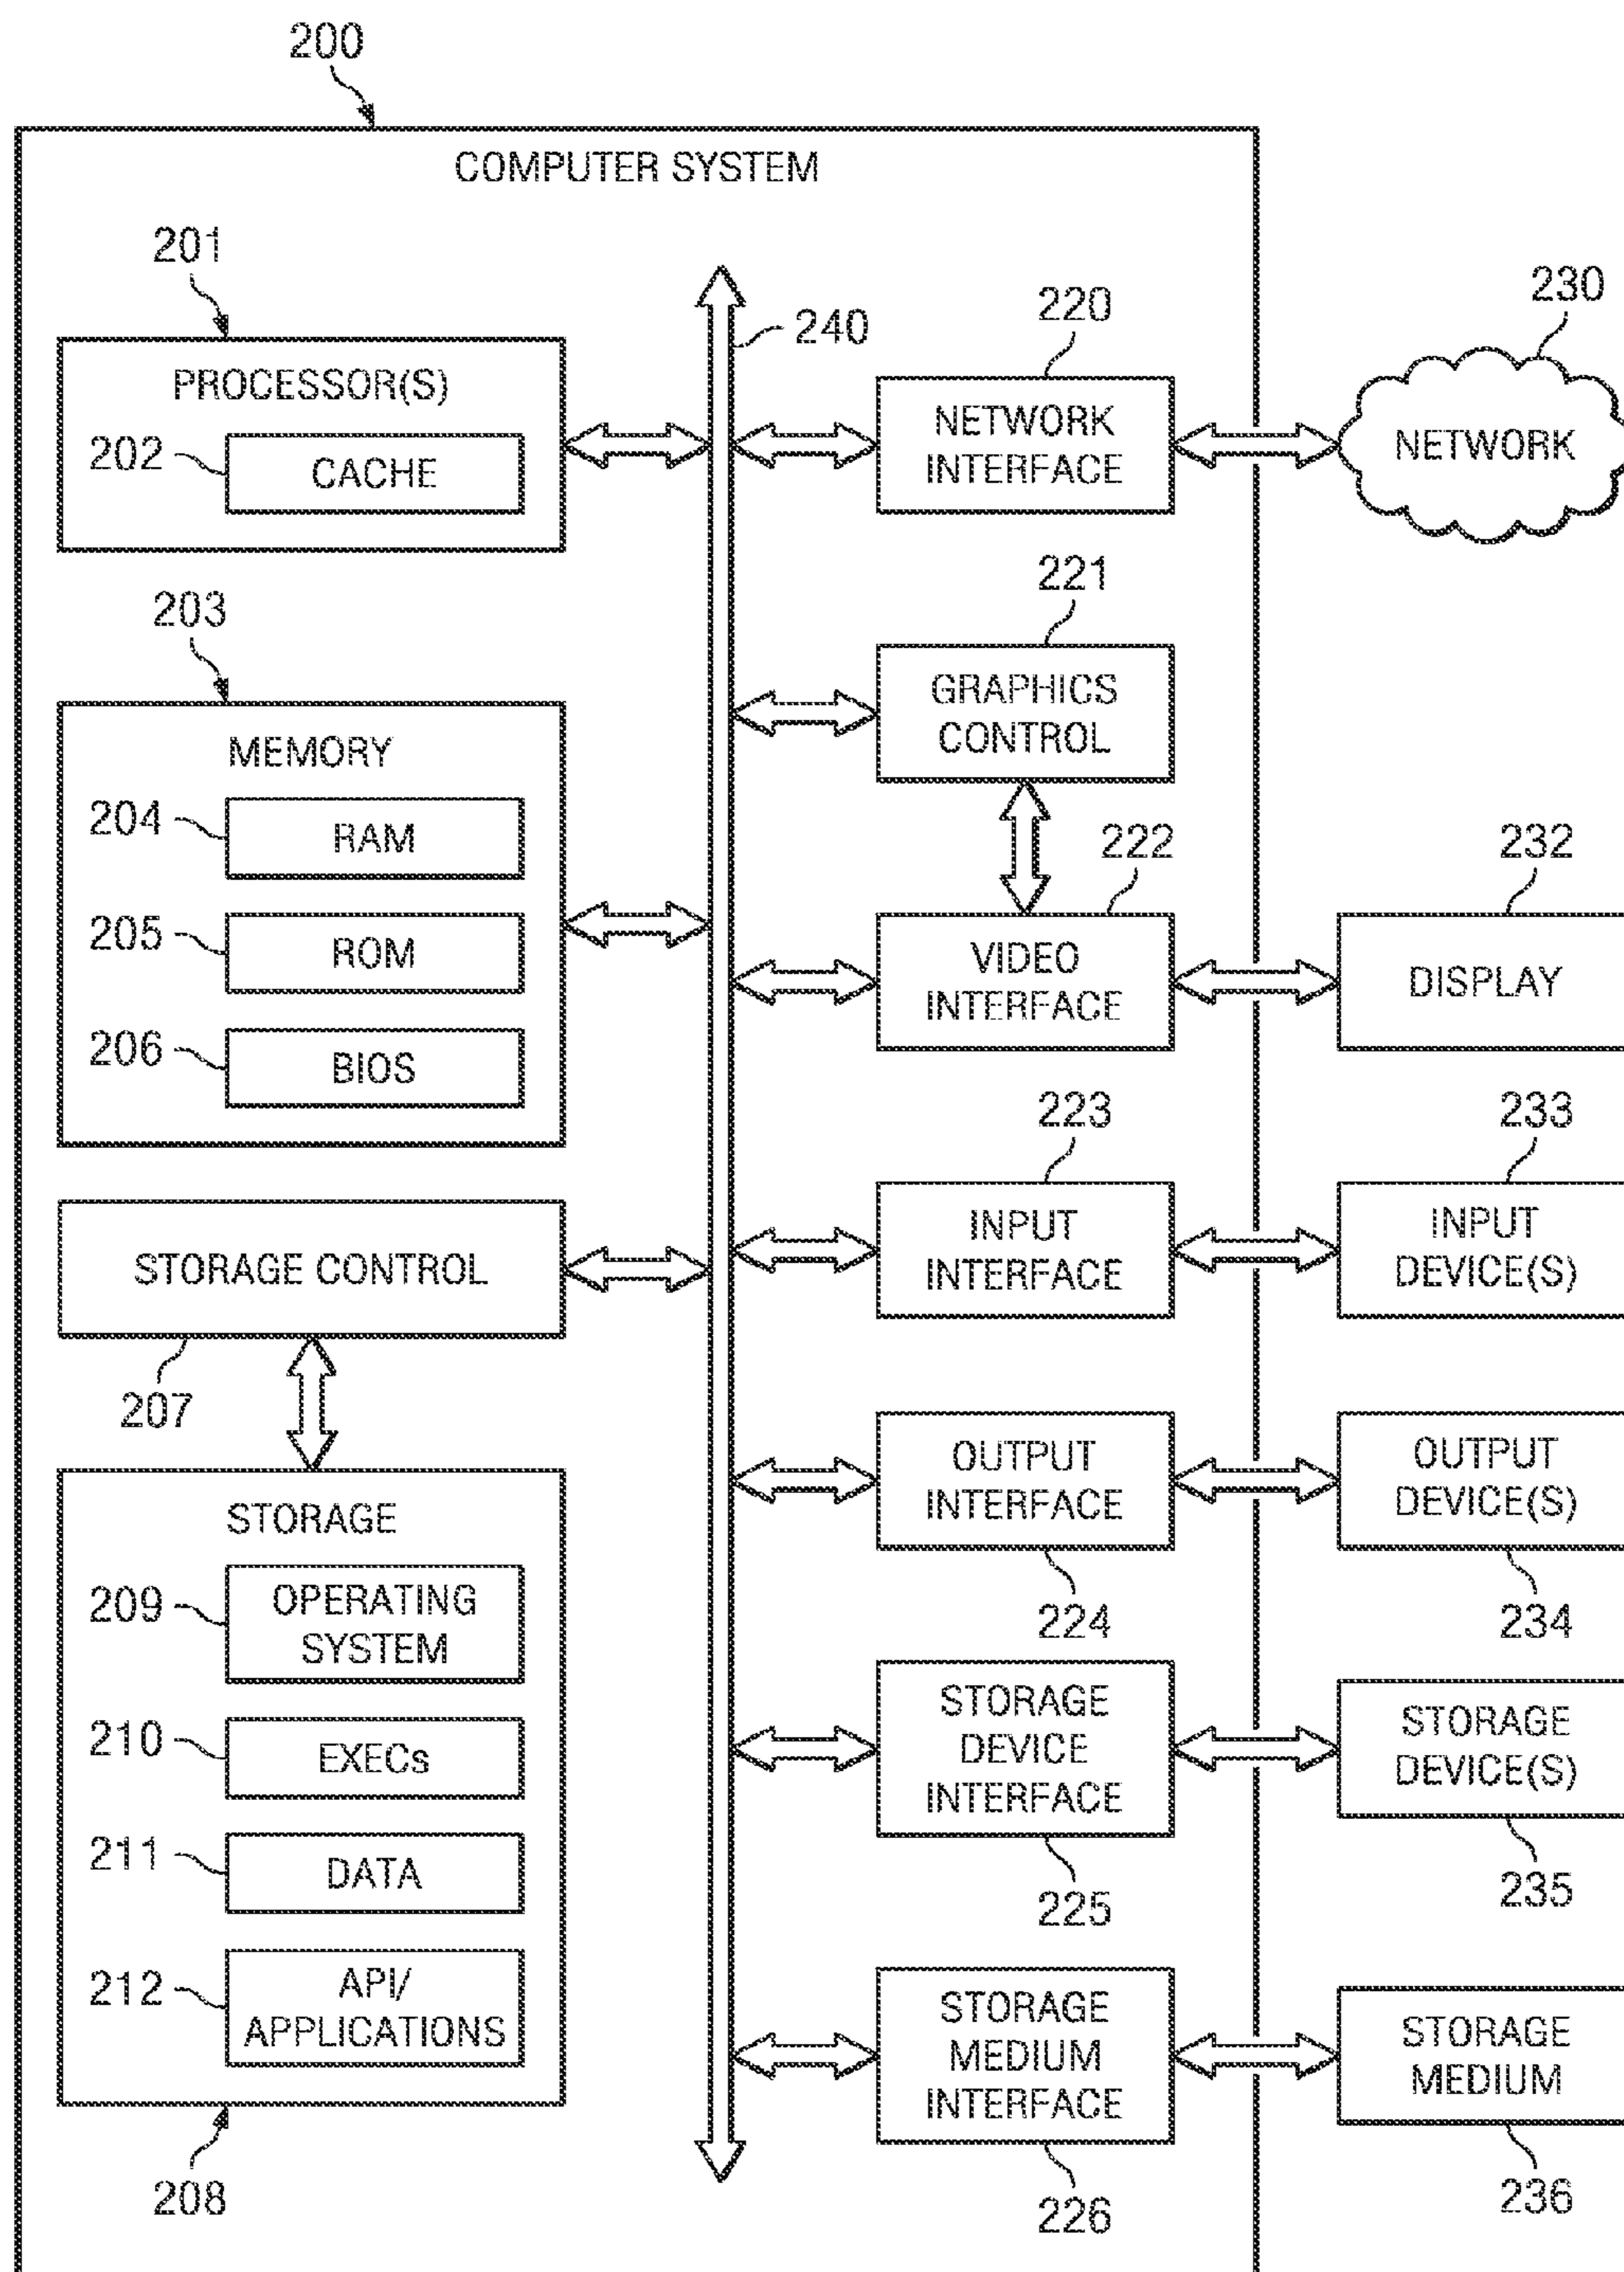 200
COMPUTER SYSTEM
201
PROCESSOR(S)
202
CACHE
203
MEMORY
204
RAM
205
ROM
206
BIOS
STORAGE CONTROL
207
STORAGE
209
OPERATING
SYSTEM
210
EXECs
211
DATA
212
API/
APPLICATIONS
208
240
220
NETWORK
INTERFACE
221
GRAPHICS
CONTROL
222
VIDEO
INTERFACE
223
INPUT
INTERFACE
OUTPUT
INTERFACE
224
STORAGE
DEVICE
INTERFACE
225
STORAGE
MEDIUM
INTERFACE
226
230
NETWORK
232
DISPLAY
233
INPUT
DEVICE(S)
OUTPUT
DEVICE(S)
234
STORAGE
DEVICE(S)
235
STORAGE
MEDIUM
236